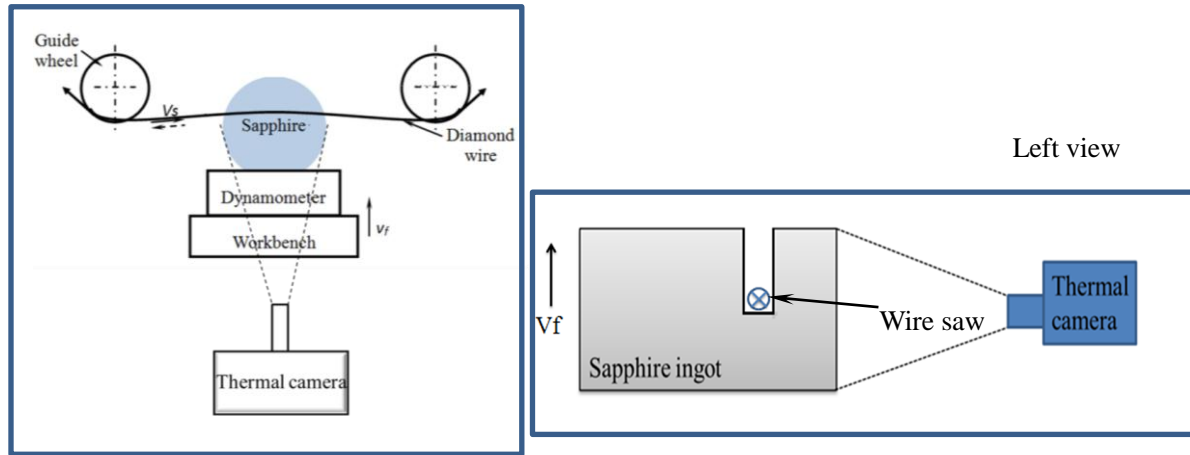 Guide
wheel
Vs
Sapphire
Diamond
wire
Dynamometer
vf
Workbench
Thermal camera
Left view
Vf
Wire saw
Thermal
camera
Sapphire ingot